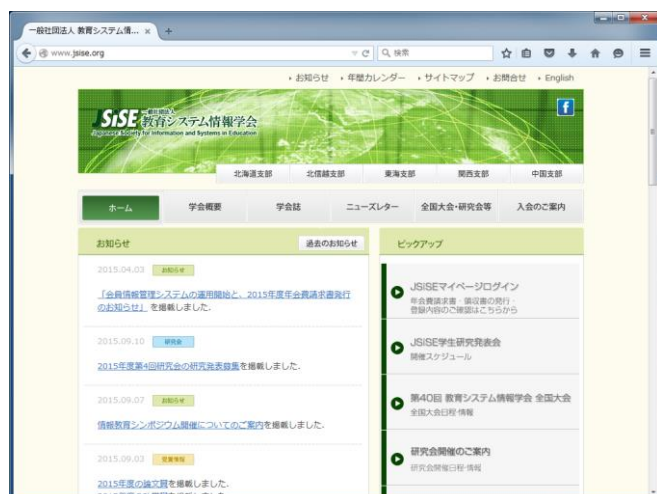 一般社団法人 教育システム情... ×
www.jsise.org
検索
お知らせ
年間カレンダー
サイトマップ
お問合せ
English
JSiSE 一般社団法人 教育システム情報学会
Japanese Society for Information and Systems in Education
f
北海道支部
北信越支部
東海支部
関西支部
中国支部
ホーム
学会概要
学会誌
ニューズレター
全国大会・研究会等
入会のご案内
お知らせ
過去のお知らせ
2015.04.03 お知らせ
「会員情報管理システムの運用開始と、2015年度年会費請求書発行
のお知らせ」を掲載しました.
2015.09.10 研究会
2015年度第4回研究会の研究発表募集を掲載しました.
2015.09.07 お知らせ
情報教育シンポジウム開催についてのご案内を掲載しました.
2015.09.03 受賞情報
2015年度の論文賞を掲載しました.
ピックアップ
JSiSEマイページログイン
年会費請求書・領収書の発行・
登録内容のご確認はこちらから
JSiSE学生研究発表会
開催スケジュール
第40回 教育システム情報学会 全国大会
全国大会日程・情報
研究会開催のご案内
研究会開催日程・情報